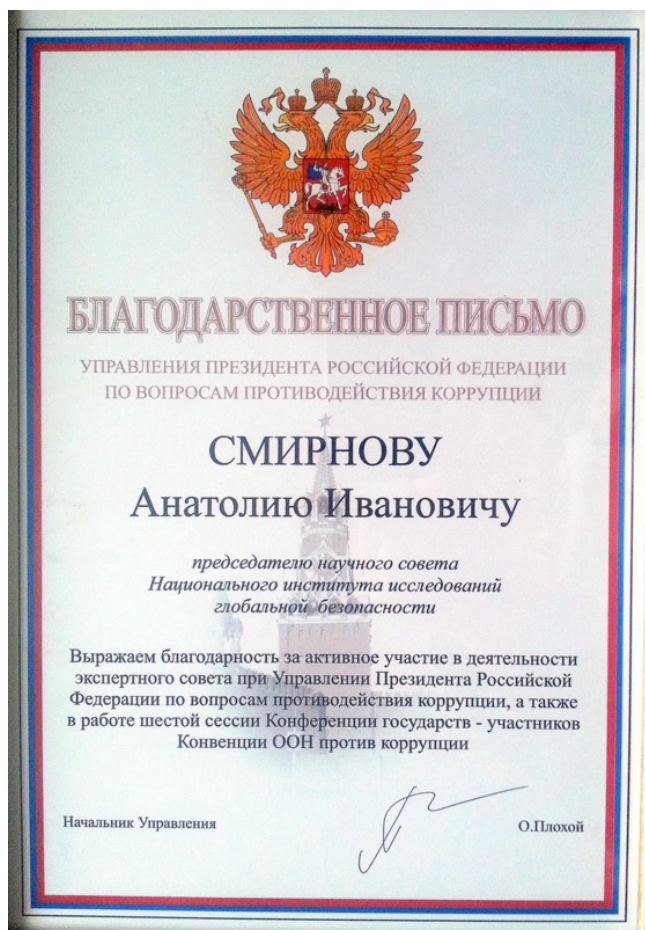 БЛАГОДАРСТВЕННОЕ ПИСЬМО
УПРАВЛЕНИЯ ПРЕЗИДЕНТА РОССИЙСКОЙ ФЕДЕРАЦИИ
ПО ВОПРОСАМ ПРОТИВОДЕЙСТВИЯ КОРРУПЦИИ
СМИРНОВУ
Анатолию Ивановичу
председателю научного совета
Национального института исследований
глобальной безопасности
Выражаем благодарность за активное участие в деятельности
экспертного совета при Управлении Президента Российской
Федерации по вопросам противодействия коррупции, а также
в работе шестой сессии Конференции государств - участников
Конвенции ООН против коррупции
Начальник Управления О.Плохой